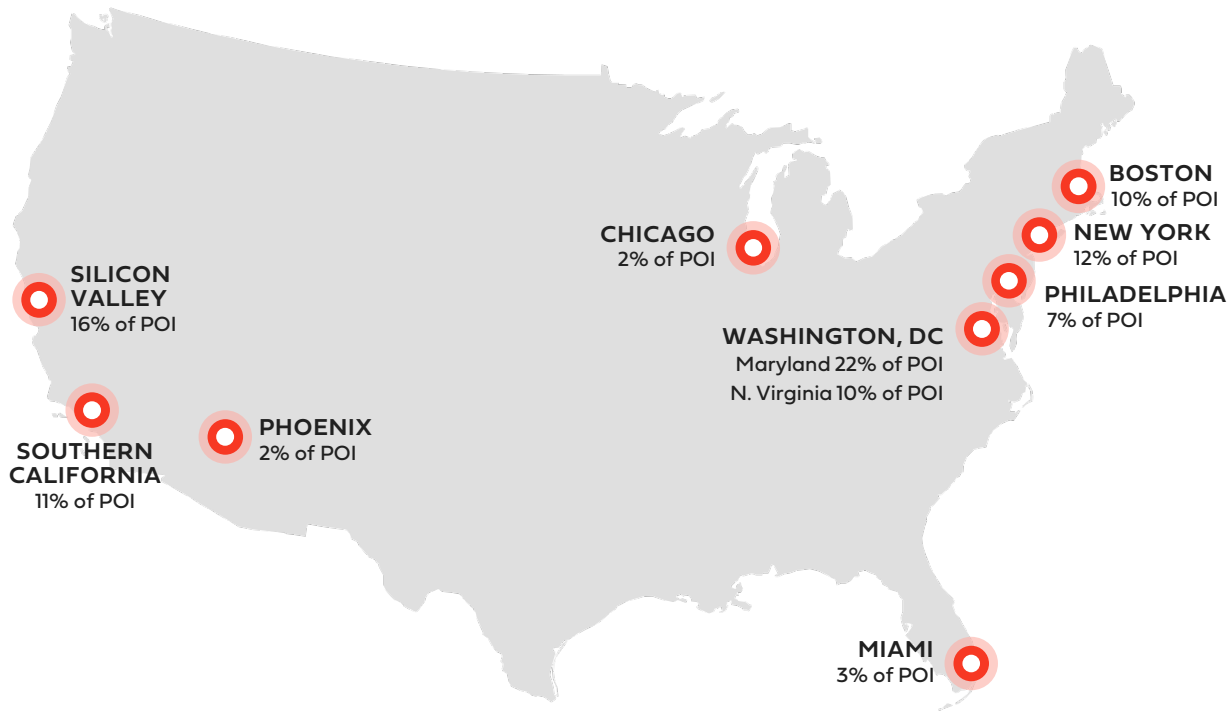 BOSTON
10% of POI
NEW YORK
12% of POI
CHICAGO
2% of POI
SILICON
VALLEY
16% of POI
PHILADELPHIA
7% of POI
WASHINGTON, DC
Maryland 22% of POI
N. Virginia 10% of POI
PHOENIX
2% of POI
SOUTHERN
CALIFORNIA
11% of POI
MIAMI
3% of POI